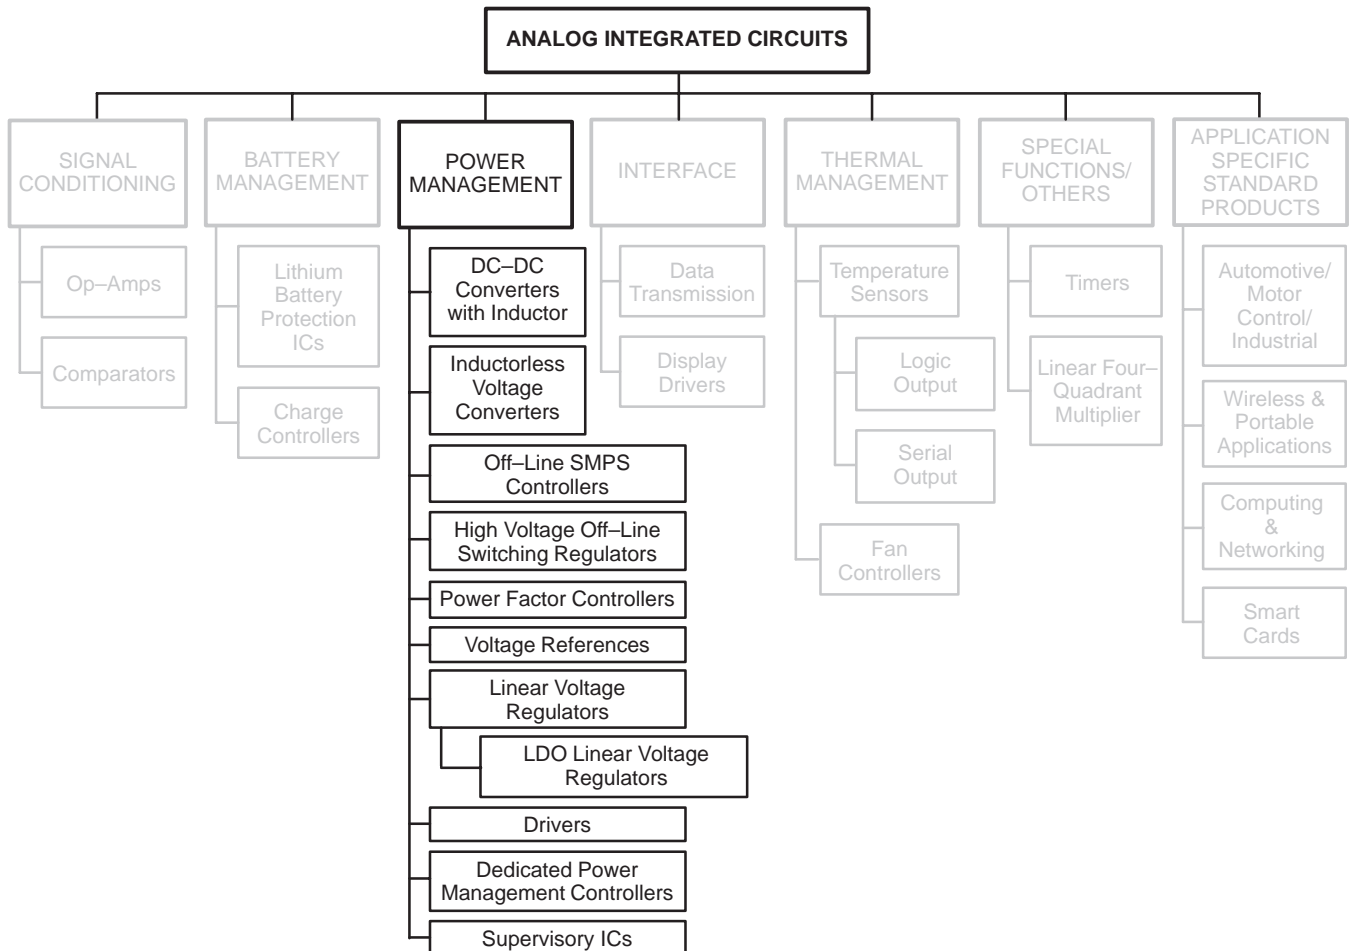 ANALOG INTEGRATED CIRCUITS
SIGNAL
CONDITIONING
BATTERY
MANAGEMENT
POWER
MANAGEMENT
INTERFACE
THERMAL
MANAGEMENT
SPECIAL
FUNCTIONS/
OTHERS
APPLICATION
SPECIFIC
STANDARD
PRODUCTS
Op–Amps
Comparators
Lithium
Battery
Protection
ICs
Charge
Controllers
DC–DC
Converters
with Inductor
Inductorless
Voltage
Converters
Off–Line SMPS
Controllers
High Voltage Off–Line
Switching Regulators
Power Factor Controllers
Voltage References
Linear Voltage
Regulators
LDO Linear Voltage
Regulators
Drivers
Dedicated Power
Management Controllers
Supervisory ICs
Data
Transmission
Display
Drivers
Temperature
Sensors
Logic
Output
Serial
Output
Fan
Controllers
Timers
Linear Four–
Quadrant
Multiplier
Automotive/
Motor
Control/
Industrial
Wireless &
Portable
Applications
Computing
&
Networking
Smart
Cards